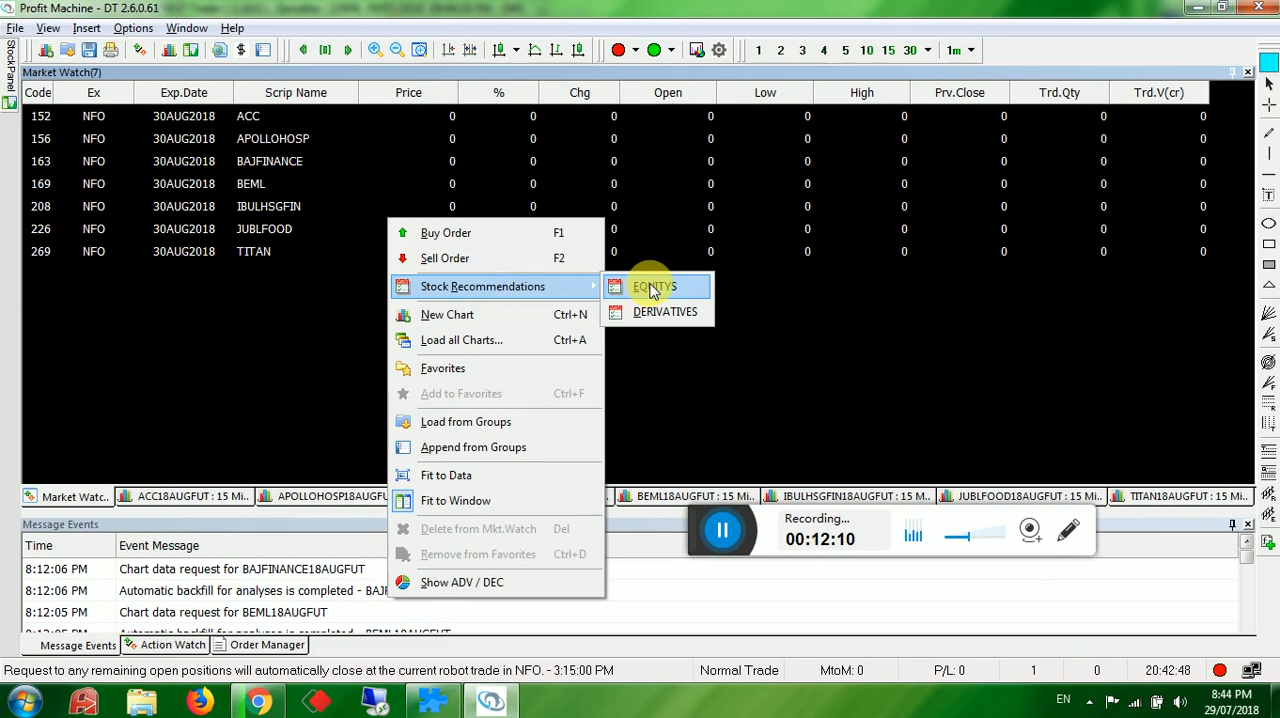 Profit Machine - DT 2.6.0.61
File View Insert Options Window Help
1 2 3 4 5 10 15 30 1m
StockPanel
Market Watch(7)
Code Ex Exp.Date Scrip Name Price % Chg Open Low High Prv.Close Trd.Qty Trd.V(cr)
152 NFO 30AUG2018 ACC 0 0 0 0 0 0 0 0 0
156 NFO 30AUG2018 APOLLOHOSP 0 0 0 0 0 0 0 0 0
163 NFO 30AUG2018 BAJFINANCE 0 0 0 0 0 0 0 0 0
169 NFO 30AUG2018 BEML 0 0 0 0 0 0 0 0 0
208 NFO 30AUG2018 IBULHSGFIN 0 0 0 0 0 0 0 0 0
226 NFO 30AUG2018 JUBLFOOD 0 0 0 0 0 0 0
269 NFO 30AUG2018 TITAN 0 0 0 0 0 0 0
Buy Order F1
Sell Order F2
Stock Recommendations
EQUITYS
DERIVATIVES
New Chart Ctrl+N
Load all Charts... Ctrl+A
Favorites
Add to Favorites Ctrl+F
Load from Groups
Append from Groups
Fit to Data
Fit to Window
Delete from Mkt.Watch Del
Remove from Favorites Ctrl+D
Show ADV / DEC
Market Watc.. ACC18AUGFUT : 15 Mi.. APOLLOHOSP18AUGF BEML18AUGFUT : 15 Mi... IBULHSGFIN18AUGFUT : 15 Mi... JUBLFOOD18AUGFUT : 15 Mi... TITAN18AUGFUT : 15 Mi...
Message Events
Time Event Message
8:12:06 PM Chart data request for BAJFINANCE18AUGFUT
8:12:06 PM Automatic backfill for analyses is completed - BAJ
8:12:05 PM Chart data request for BEML18AUGFUT
8:12:05 PM Automatic backfill for analyses is completed - BEML18AUGFUT
Recording...
00:12:10
Message Events Action Watch Order Manager
Request to any remaining open positions will automatically close at the current robot trade in NFO. - 3:15:00 PM Normal Trade MtoM: 0 P/L: 0 1 0 20:42:48
EN 8:44 PM
29/07/2018